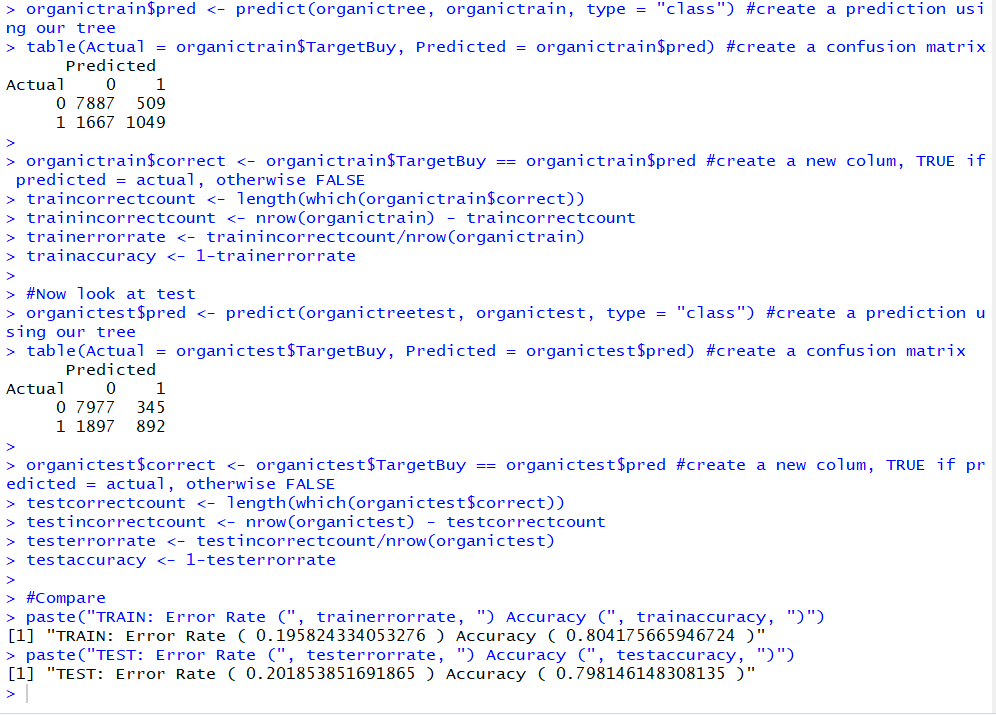 > organictrain$pred <- predict(organictree, organictrain, type = "class") #create a prediction usi
ng our tree
> table(Actual = organictrain$TargetBuy, Predicted = organictrain$pred) #create a confusion matrix
      Predicted
Actual    0    1
     0 7887  509
     1 1667 1049
>
> organictrain$correct <- organictrain$TargetBuy == organictrain$pred #create a new colum, TRUE if
 predicted = actual, otherwise FALSE
> traincorrectcount <- length(which(organictrain$correct))
> trainincorrectcount <- nrow(organictrain) - traincorrectcount
> trainerrorrate <- trainincorrectcount/nrow(organictrain)
> trainaccuracy <- 1-trainerrorrate
>
> #Now look at test
> organictest$pred <- predict(organictreetest, organictest, type = "class") #create a prediction u
sing our tree
> table(Actual = organictest$TargetBuy, Predicted = organictest$pred) #create a confusion matrix
      Predicted
Actual    0    1
     0 7977  345
     1 1897  892
>
> organictest$correct <- organictest$TargetBuy == organictest$pred #create a new colum, TRUE if pr
edicted = actual, otherwise FALSE
> testcorrectcount <- length(which(organictest$correct))
> testincorrectcount <- nrow(organictest) - testcorrectcount
> testerrorrate <- testincorrectcount/nrow(organictest)
> testaccuracy <- 1-testerrorrate
>
> #Compare
> paste("TRAIN: Error Rate (", trainerrorrate, ") Accuracy (", trainaccuracy, ")")
[1] "TRAIN: Error Rate ( 0.195824334053276 ) Accuracy ( 0.804175665946724 )"
> paste("TEST: Error Rate (", testerrorrate, ") Accuracy (", testaccuracy, ")")
[1] "TEST: Error Rate ( 0.201853851691865 ) Accuracy ( 0.798146148308135 )"
>